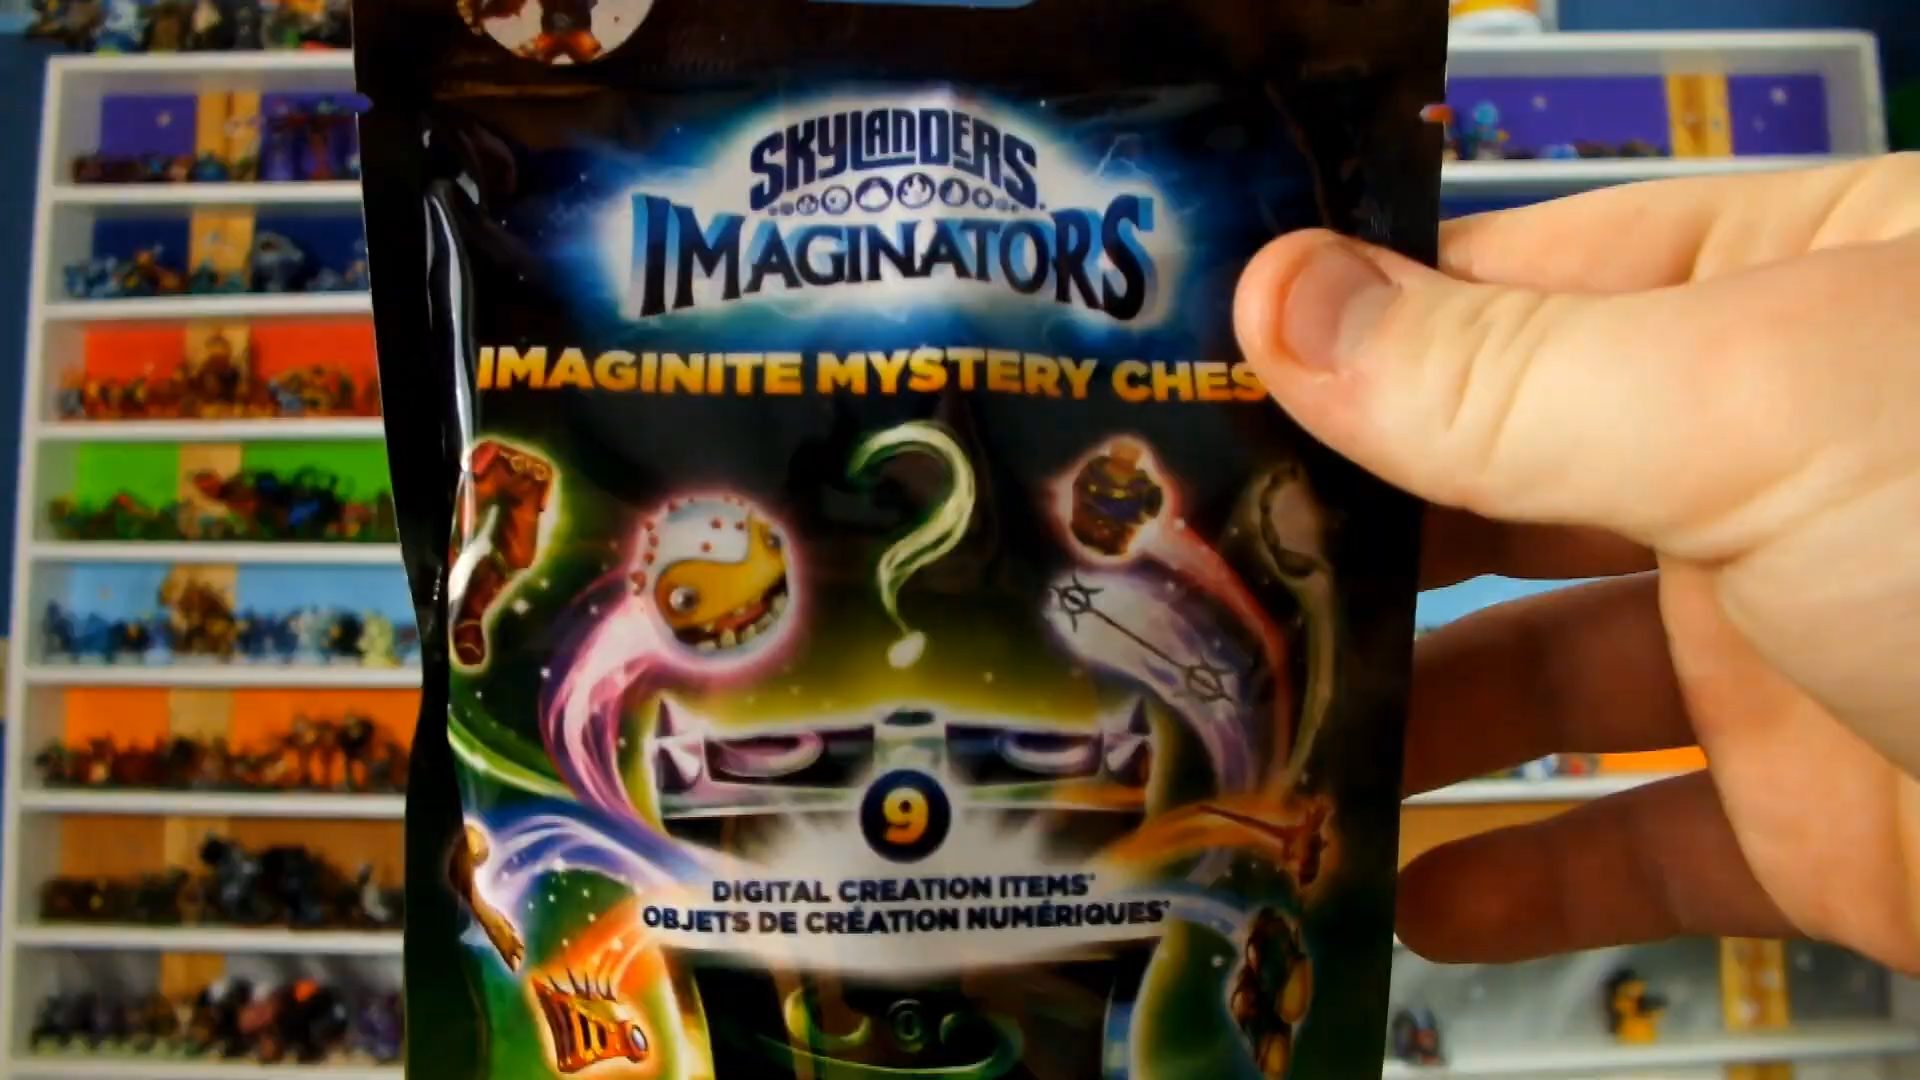 SKYLANDERS
IMAGINATORS
IMAGINITE MYSTERY CHES
9
DIGITAL CREATION ITEMS*
OBJETS DE CRÉATION NUMÉRIQUES*